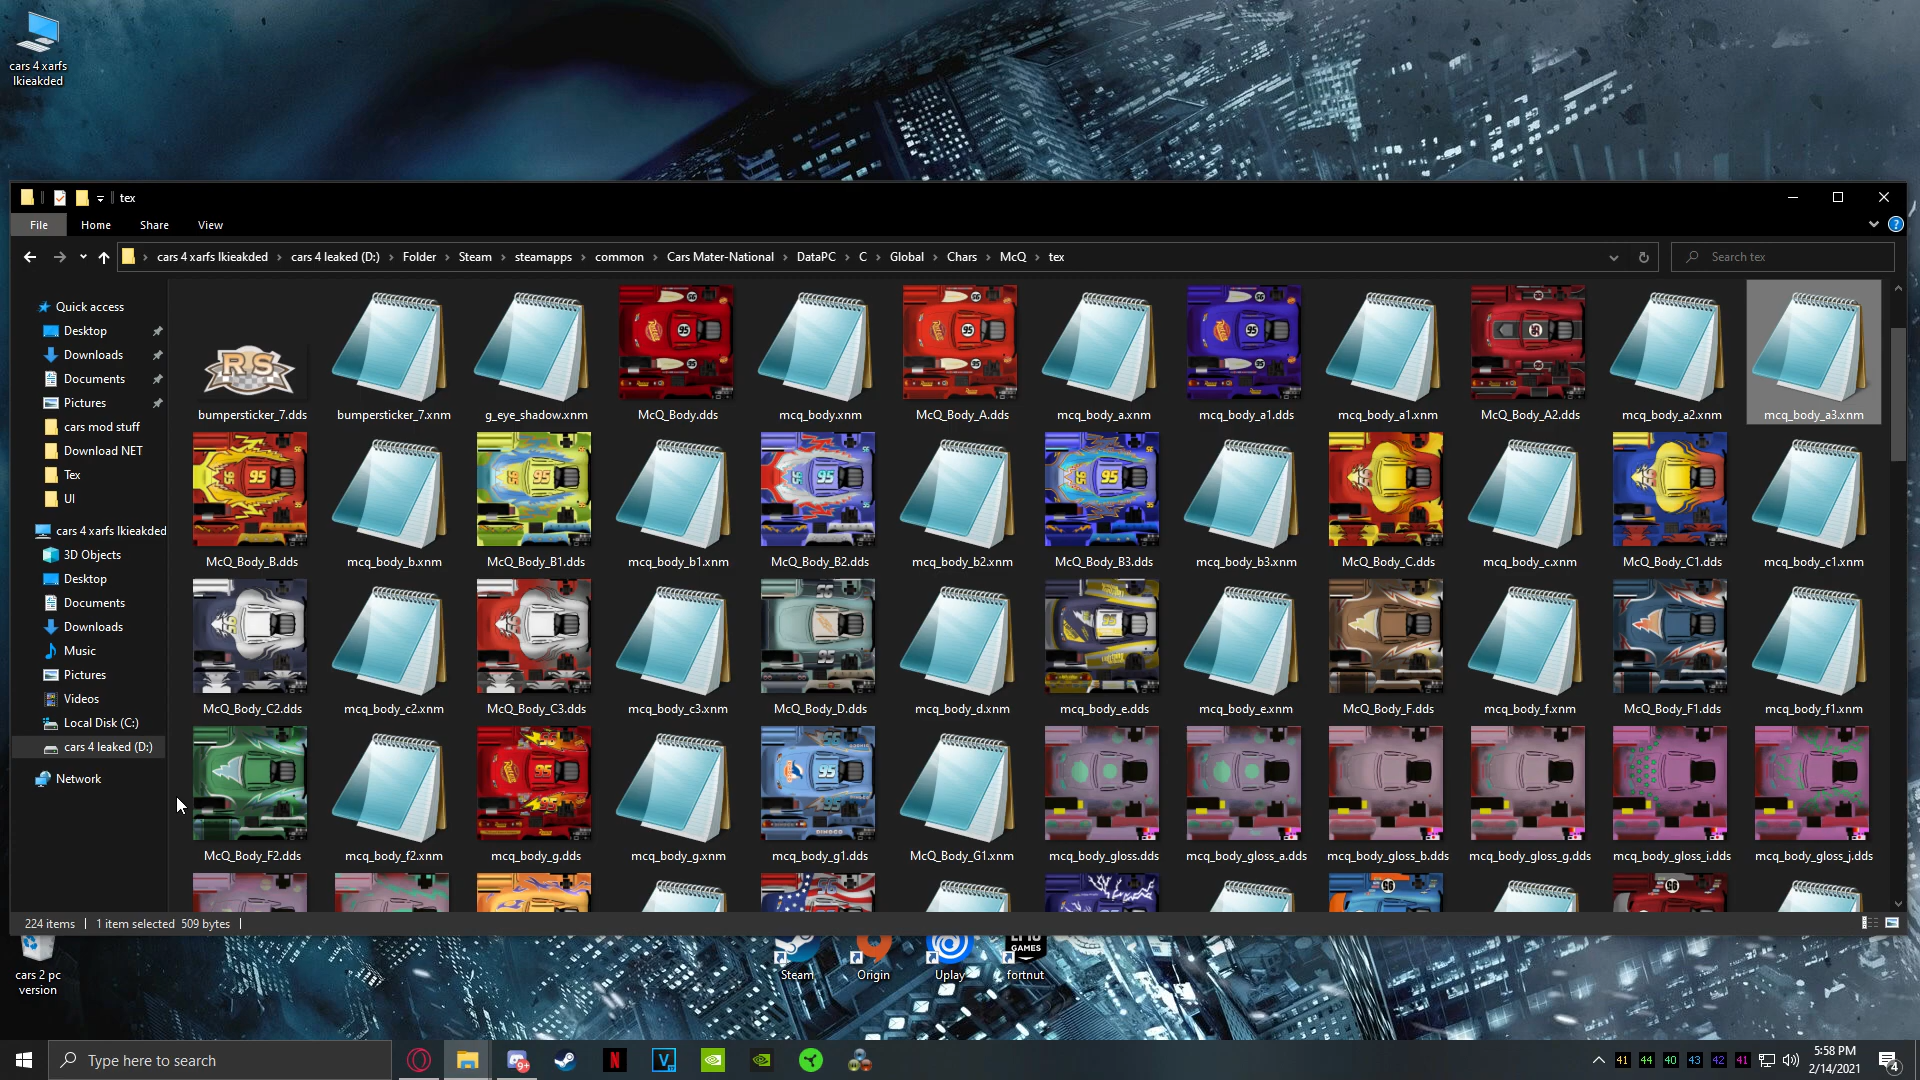 cars 4 xarfs
lkieakded
tex
File Home Share View
cars 4 xarfs lkieakded > cars 4 leaked (D:) > Folder > Steam > steamapps > common > Cars Mater-National > DataPC > C > Global > Chars > McQ > tex
Search tex
Quick access
Desktop
Downloads
Documents
Pictures
cars mod stuff
Download NET
Tex
UI
cars 4 xarfs lkieakded
3D Objects
Desktop
Documents
Downloads
Music
Pictures
Videos
Local Disk (C:)
cars 4 leaked (D:)
Network
bumpersticker_7.dds bumpersticker_7.xnm g_eye_shadow.xnm McQ_Body.dds mcq_body.xnm McQ_Body_A.dds mcq_body_a.xnm mcq_body_a1.dds mcq_body_a1.xnm McQ_Body_A2.dds mcq_body_a2.xnm mcq_body_a3.xnm
McQ_Body_B.dds mcq_body_b.xnm McQ_Body_B1.dds mcq_body_b1.xnm McQ_Body_B2.dds mcq_body_b2.xnm McQ_Body_B3.dds mcq_body_b3.xnm McQ_Body_C.dds mcq_body_c.xnm McQ_Body_C1.dds mcq_body_c1.xnm
McQ_Body_C2.dds mcq_body_c2.xnm McQ_Body_C3.dds mcq_body_c3.xnm McQ_Body_D.dds mcq_body_d.xnm mcq_body_e.dds mcq_body_e.xnm McQ_Body_F.dds mcq_body_f.xnm McQ_Body_F1.dds mcq_body_f1.xnm
McQ_Body_F2.dds mcq_body_f2.xnm mcq_body_g.dds mcq_body_g.xnm mcq_body_g1.dds McQ_Body_G1.xnm mcq_body_gloss.dds mcq_body_gloss_a.dds mcq_body_gloss_b.dds mcq_body_gloss_g.dds mcq_body_gloss_i.dds mcq_body_gloss_j.dds
224 items 1 item selected 509 bytes
cars 2 pc
version
Steam Origin Uplay fortnut
Type here to search
41 44 40 43 42 41
5:58 PM
2/14/2021
4